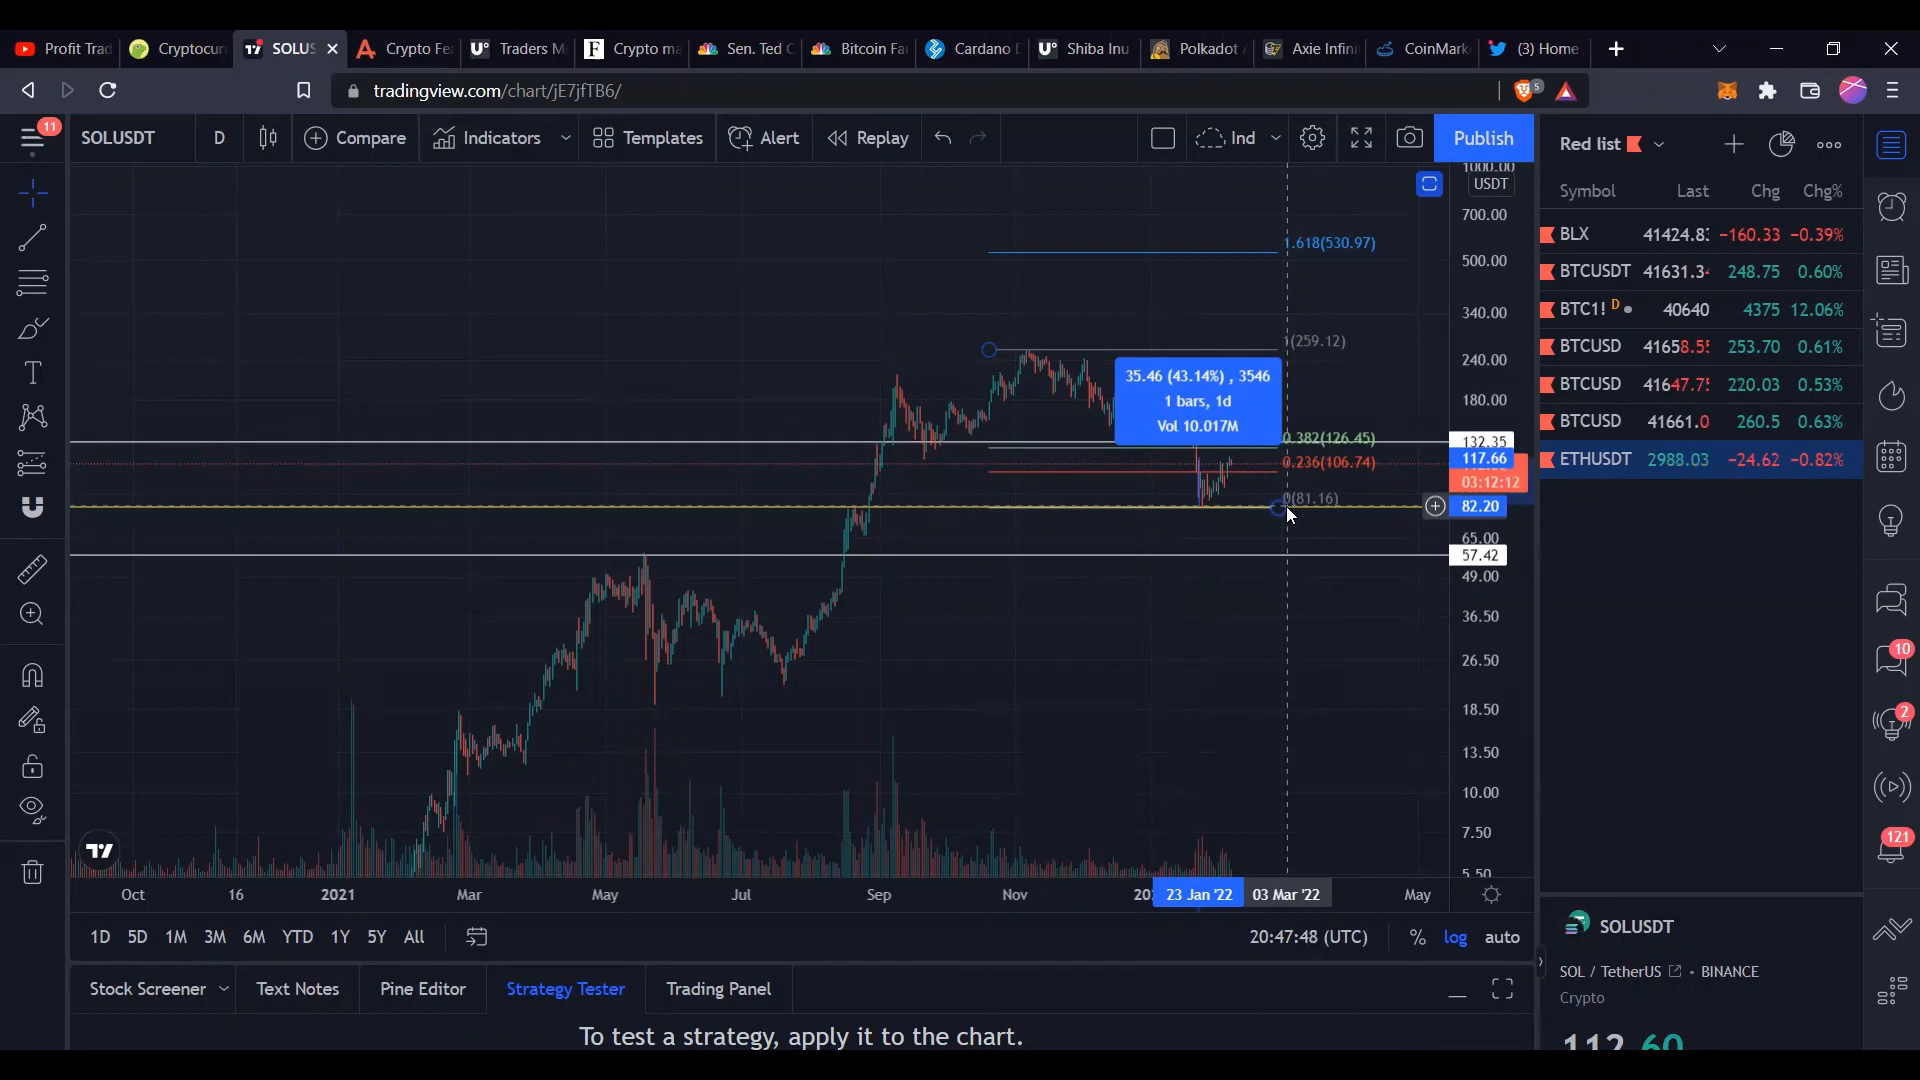 Profit Trad
Cryptocur
SOLUS
Crypto Fe
Traders M
Crypto ma
Sen. Ted C
Bitcoin Fa
Cardano
Shiba Inu
Polkadot
Axie Infini
CoinMark
(3) Home
tradingview.com/chart/jE7jfTB6/
5
11
SOLUSDT
D
Compare
Indicators
Templates
Alert
Replay
Ind
Publish
Red list
Symbol Last Chg Chg%
BLX 41424.83 −160.33 −0.39%
BTCUSDT 41631.3 248.75 0.60%
BTC1! D 40640 4375 12.06%
BTCUSD 41658.55 253.70 0.61%
BTCUSD 41647.75 220.03 0.53%
BTCUSD 41661.0 260.5 0.63%
ETHUSDT 2988.03 −24.62 −0.82%
1000.00
USDT
700.00
500.00
340.00
240.00
180.00
132.35
117.66
03:12:12
82.20
65.00
57.42
49.00
36.50
26.50
18.50
13.50
10.00
7.50
5.50
1.618(530.97)
1(259.12)
0.382(126.45)
0.236(106.74)
0(81.16)
35.46 (43.14%) , 3546
1 bars, 1d
Vol 10.017M
Oct 16 2021 Mar May Jul Sep Nov 23 Jan '22 03 Mar '22 May
1D 5D 1M 3M 6M YTD 1Y 5Y All
20:47:48 (UTC) % log auto
Stock Screener Text Notes Pine Editor Strategy Tester Trading Panel
To test a strategy, apply it to the chart.
10
2
121
SOLUSDT
SOL / TetherUS • BINANCE
Crypto
112.60